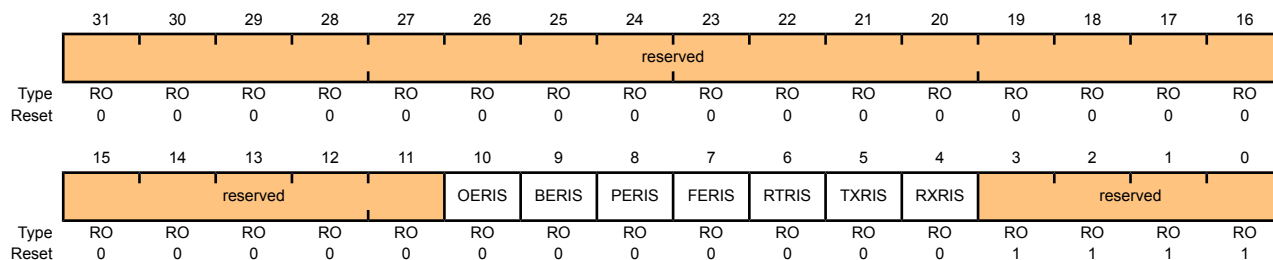 31 30 29 28 27 26 25 24 23 22 21 20 19 18 17 16
reserved
Type RO RO RO RO RO RO RO RO RO RO RO RO RO RO RO RO
Reset 0 0 0 0 0 0 0 0 0 0 0 0 0 0 0 0
15 14 13 12 11 10 9 8 7 6 5 4 3 2 1 0
reserved OERIS BERIS PERIS FERIS RTRIS TXRIS RXRIS reserved
Type RO RO RO RO RO RO RO RO RO RO RO RO RO RO RO RO
Reset 0 0 0 0 0 0 0 0 0 0 0 0 1 1 1 1